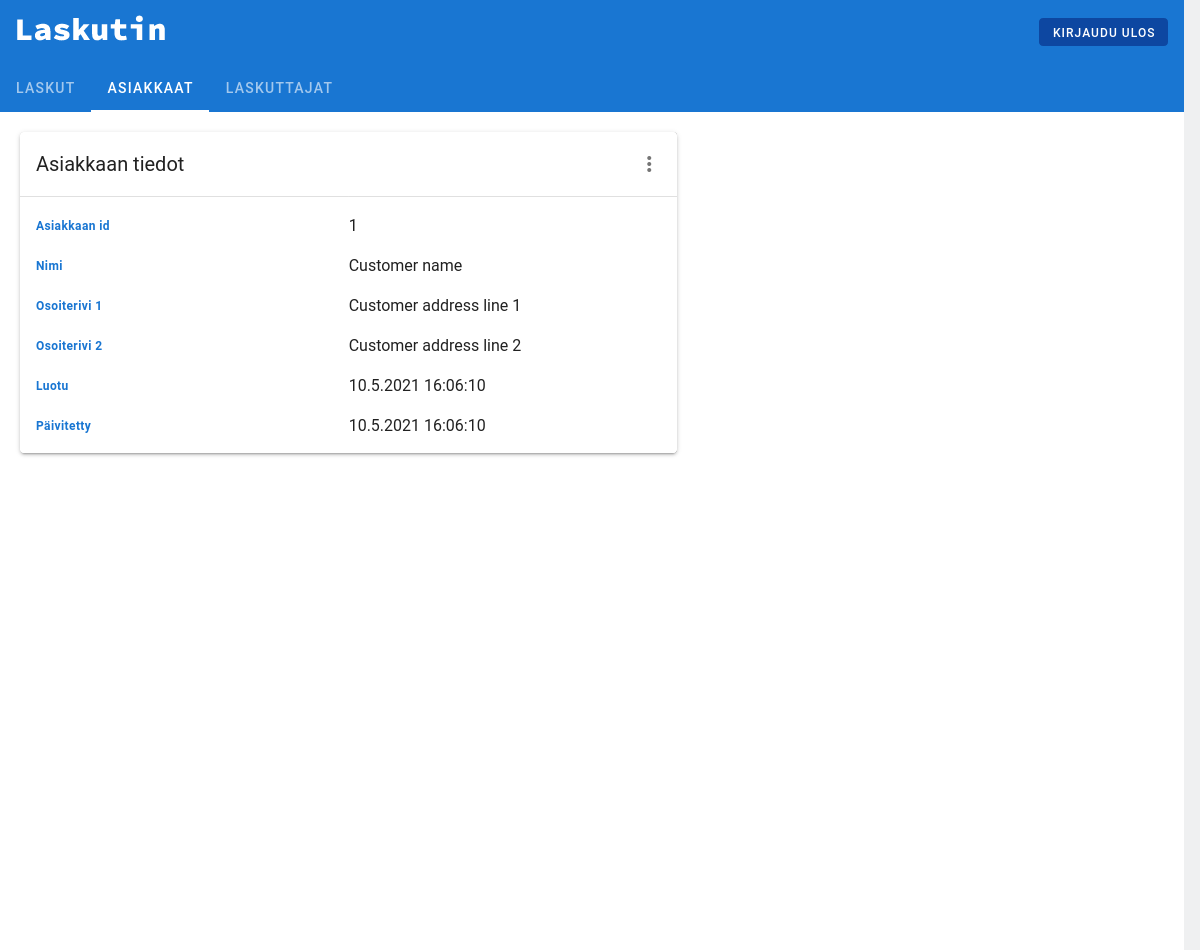 Laskutin
KIRJAUDU ULOS
LASKUT ASIAKKAAT LASKUTTAJAT
Asiakkaan tiedot
Asiakkaan id 1
Nimi Customer name
Osoiterivi 1 Customer address line 1
Osoiterivi 2 Customer address line 2
Luotu 10.5.2021 16:06:10
Päivitetty 10.5.2021 16:06:10